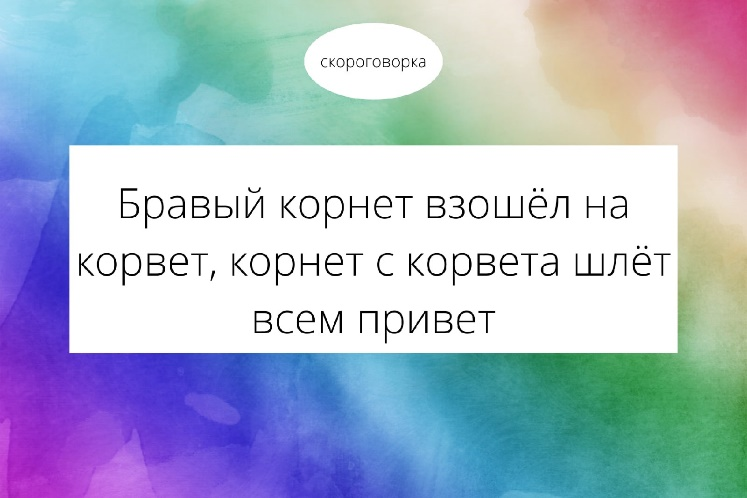 скороговорка
Бравый корнет взошёл на
корвет, корнет с корвета шлёт
всем привет